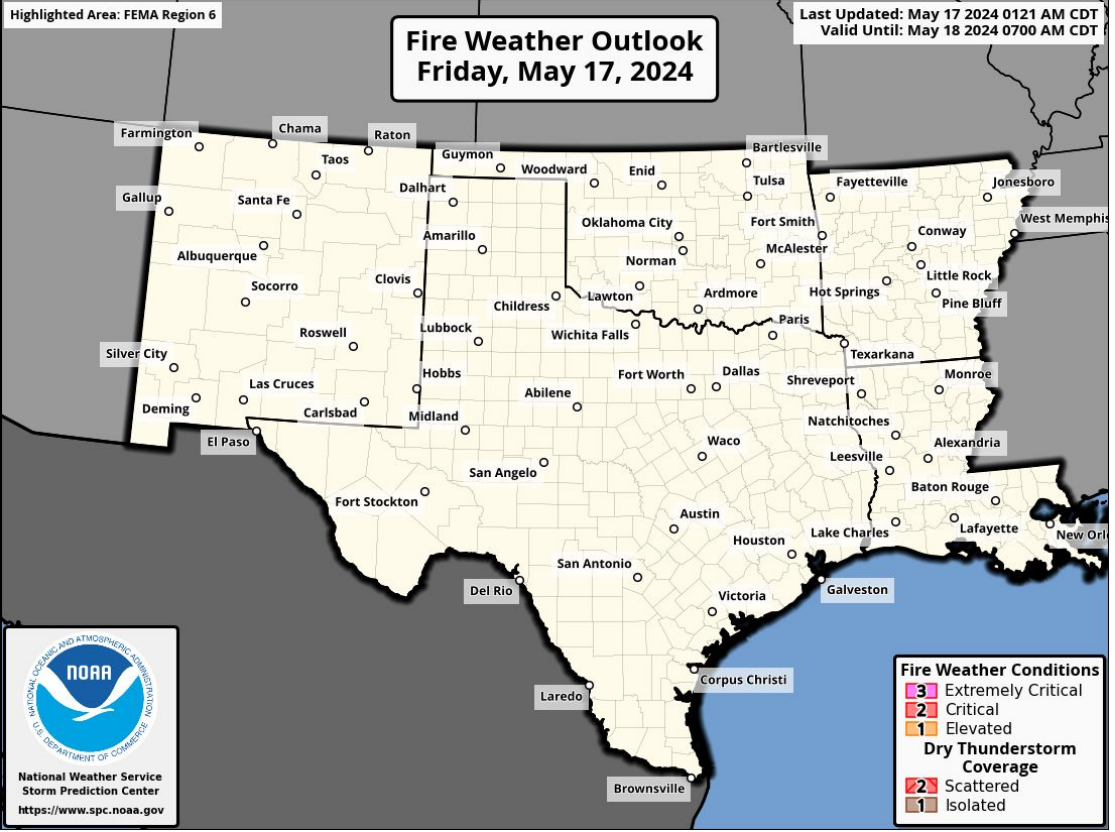 Highlighted Area: FEMA Region 6
Fire Weather Outlook
Friday, May 17, 2024
Last Updated: May 17 2024 0121 AM CDT
Valid Until: May 18 2024 0700 AM CDT
Farmington
Chama
Raton
Taos
Guymon
Woodward
Enid
Bartlesville
Tulsa
Fayetteville
Jonesboro
Gallup
Santa Fe
Dalhart
Oklahoma City
Fort Smith
West Memphis
Conway
Albuquerque
Amarillo
Norman
McAlester
Little Rock
Socorro
Clovis
Childress
Lawton
Ardmore
Hot Springs
Pine Bluff
Roswell
Lubbock
Wichita Falls
Paris
Texarkana
Silver City
Las Cruces
Hobbs
Fort Worth
Dallas
Shreveport
Monroe
Deming
Carlsbad
Midland
Abilene
Natchitoches
El Paso
Waco
Alexandria
Leesville
San Angelo
Baton Rouge
Fort Stockton
Austin
Lake Charles
Lafayette
New Orl
Houston
San Antonio
Del Rio
Galveston
Victoria
Corpus Christi
Laredo
Brownsville
NOAA
NATIONAL OCEANIC AND ATMOSPHERIC ADMINISTRATION
U.S. DEPARTMENT OF COMMERCE
National Weather Service
Storm Prediction Center
https://www.spc.noaa.gov
Fire Weather Conditions
3 Extremely Critical
2 Critical
1 Elevated
Dry Thunderstorm
Coverage
2 Scattered
1 Isolated